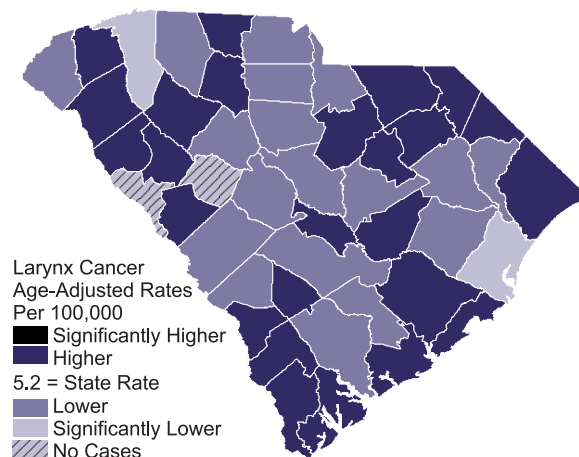 Larynx Cancer
Age-Adjusted Rates
Per 100,000
Significantly Higher
Higher
5.2 = State Rate
Lower
Significantly Lower
No Cases